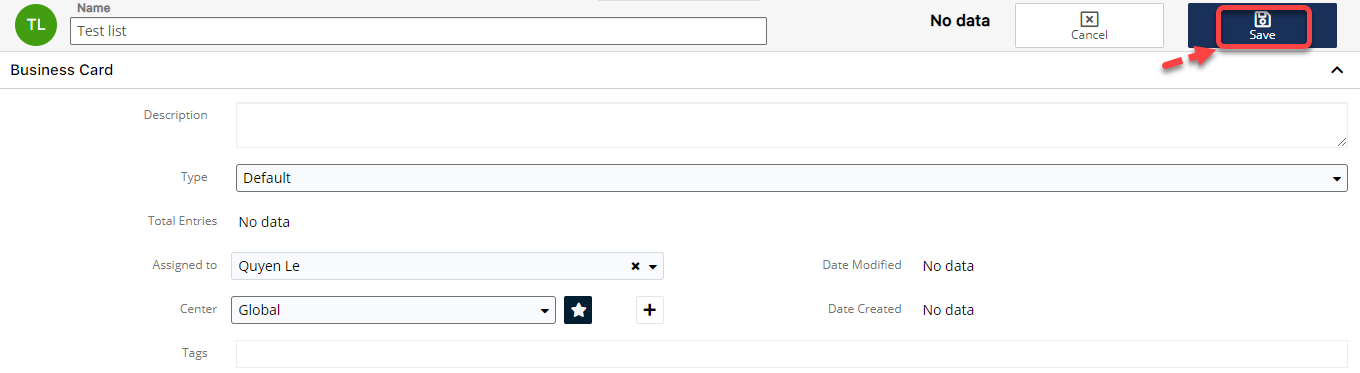 TL
Name
Test list
No data
Cancel
Save
Business Card
Description
Type
Default
Total Entries
No data
Assigned to
Quyen Le
Date Modified
No data
Center
Global
Date Created
No data
Tags